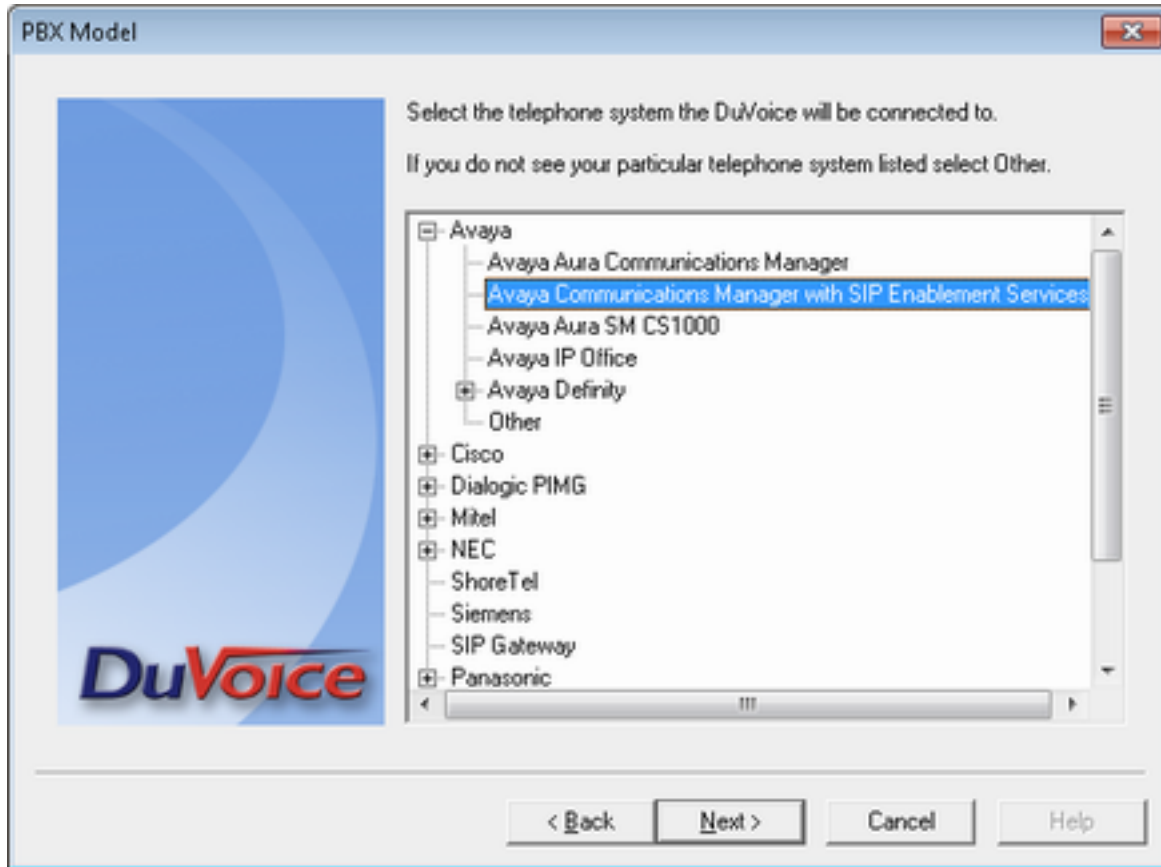 PBX Model
Select the telephone system the DuVoice will be connected to.
If you do not see your particular telephone system listed select Other.
Avaya
Avaya Aura Communications Manager
Avaya Communications Manager with SIP Enablement Services
Avaya Aura SM CS1000
Avaya IP Office
Avaya Definity
Other
Cisco
Dialogic PIMG
Mitel
NEC
ShoreTel
Siemens
SIP Gateway
Panasonic
DuVoice
< Back
Next >
Cancel
Help